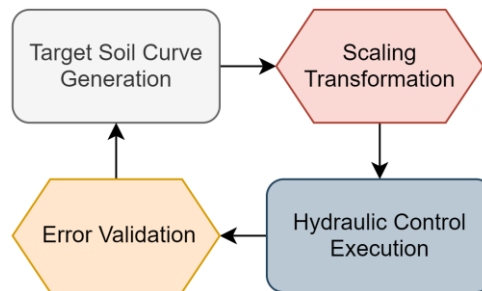 Target Soil Curve
Generation
Scaling
Transformation
Error Validation
Hydraulic Control
Execution